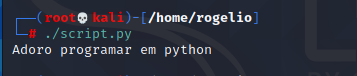 ┌──(root💀kali)-[/home/rogelio]
└─# ./script.py
Adoro programar em python